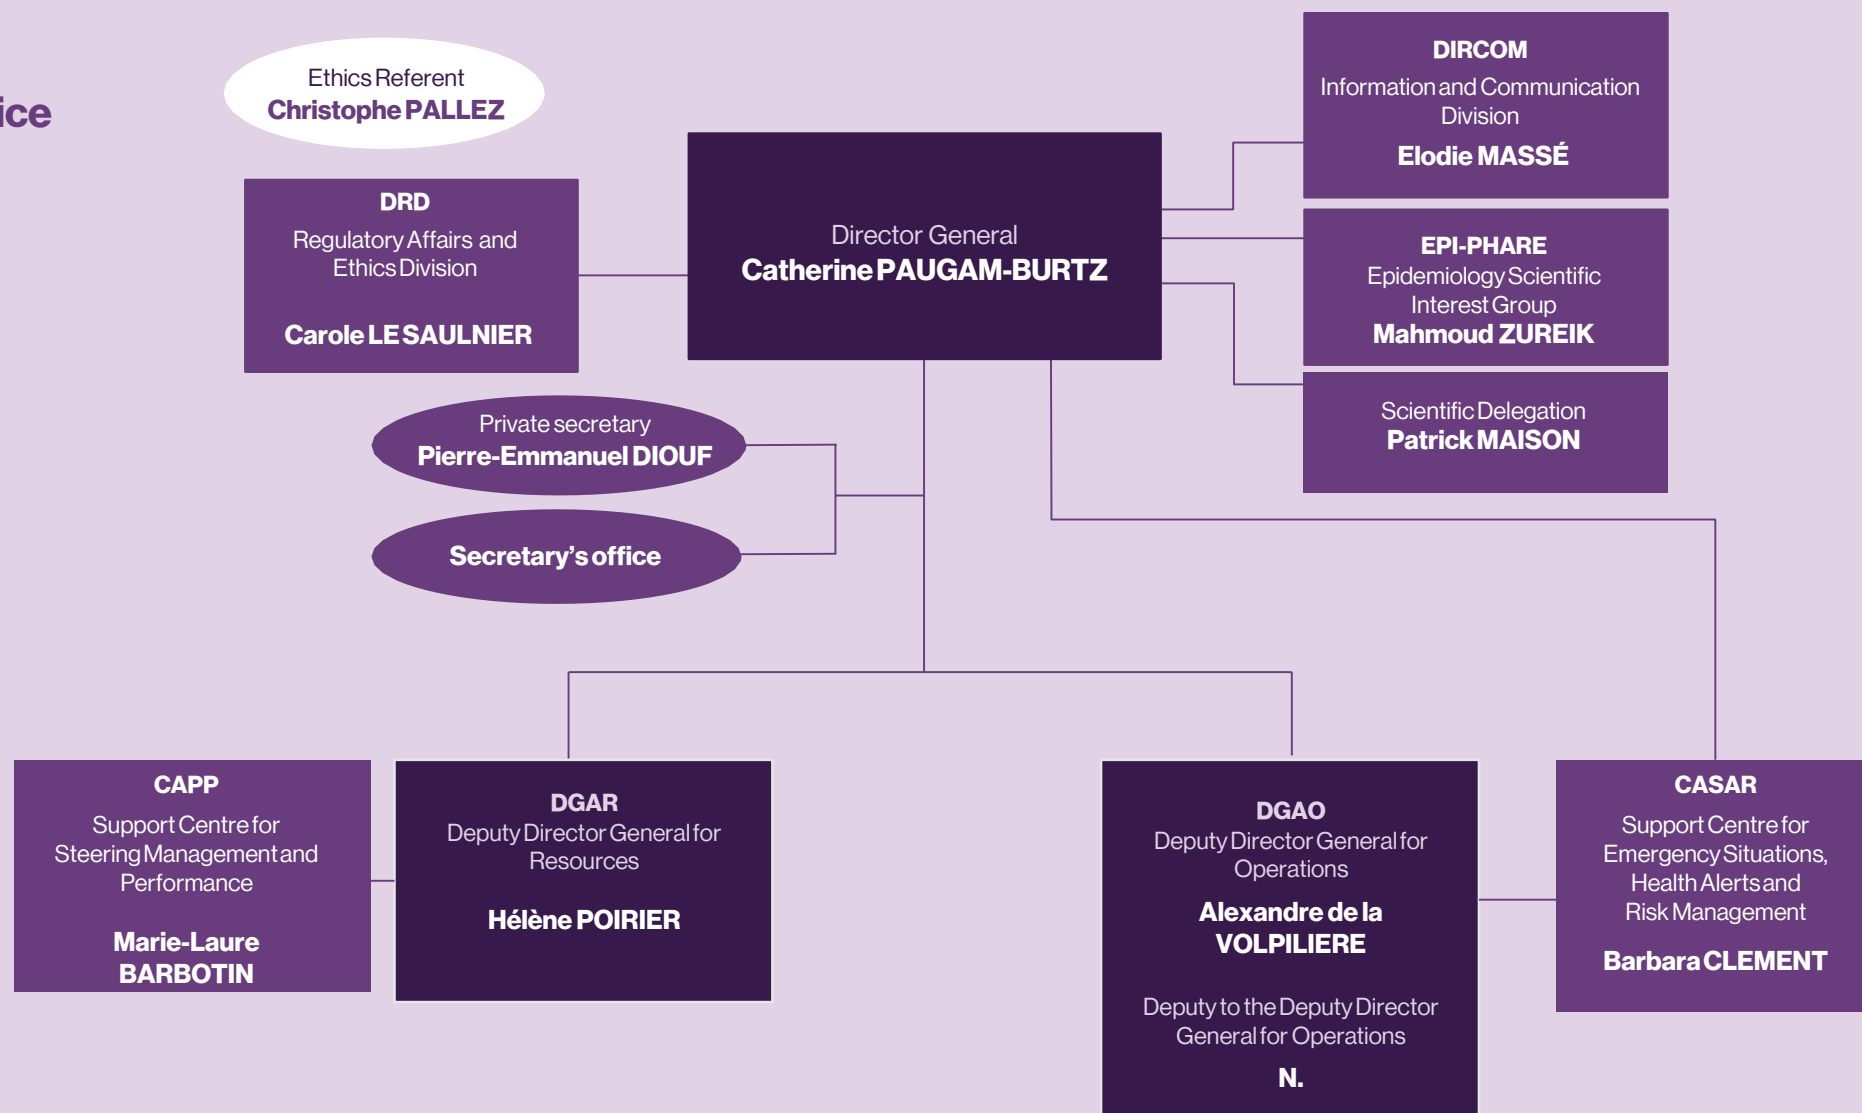 ice
Ethics Referent
Christophe PALLEZ
DRD
Regulatory Affairs and
Ethics Division
Carole LE SAULNIER
Director General
Catherine PAUGAM-BURTZ
DIRCOM
Information and Communication
Division
Elodie MASSÉ
EPI-PHARE
Epidemiology Scientific
Interest Group
Mahmoud ZUREIK
Scientific Delegation
Patrick MAISON
Private secretary
Pierre-Emmanuel DIOUF
Secretary’s office
CAPP
Support Centre for
Steering Management and
Performance
Marie-Laure
BARBOTIN
DGAR
Deputy Director General for
Resources
Hélène POIRIER
DGAO
Deputy Director General for
Operations
Alexandre de la
VOLPILIERE
Deputy to the Deputy Director
General for Operations
N.
CASAR
Support Centre for
Emergency Situations,
Health Alerts and
Risk Management
Barbara CLEMENT